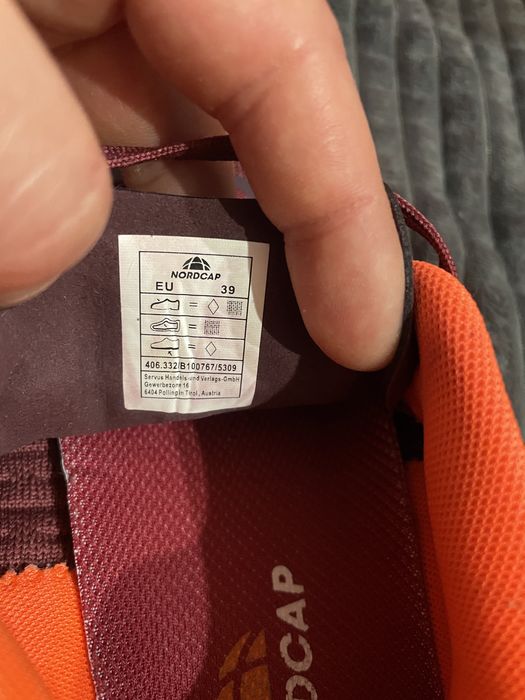 NORDCAP
EU 39
=
=
=
406.332/B100767/5309
Servus Handels-und Verlags-GmbH
Gewerbezone 16
6404 Polling in Tirol, Austria
RDCAP